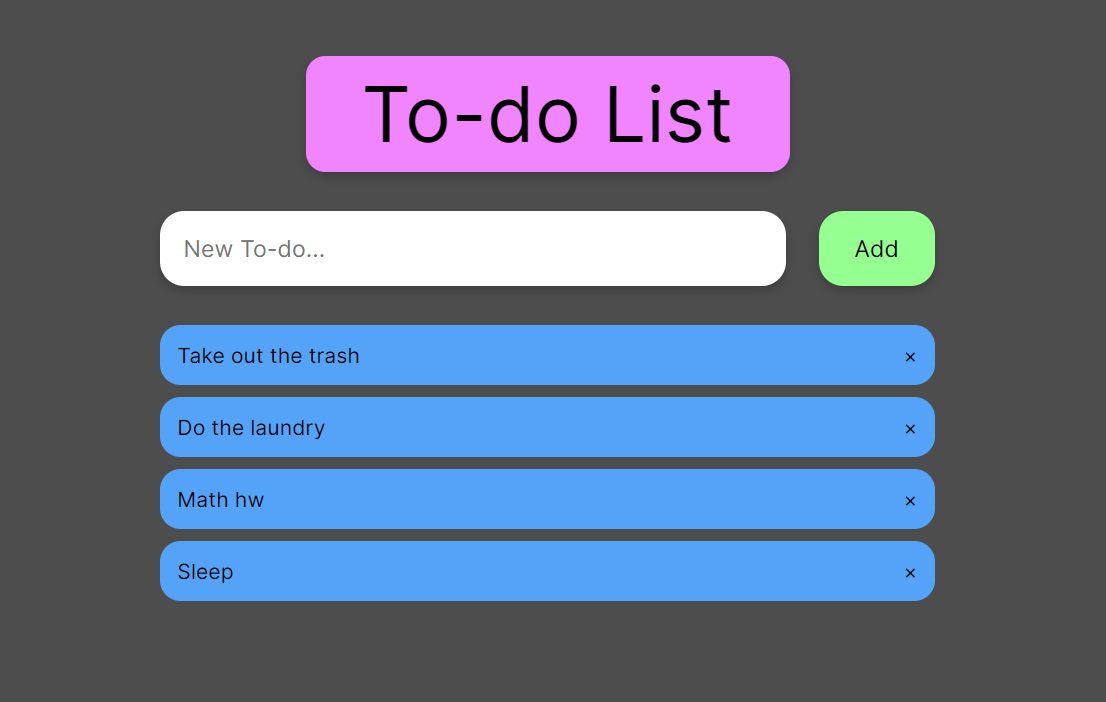 To-do List
New To-do...
Add
Take out the trash ×
Do the laundry ×
Math hw ×
Sleep ×